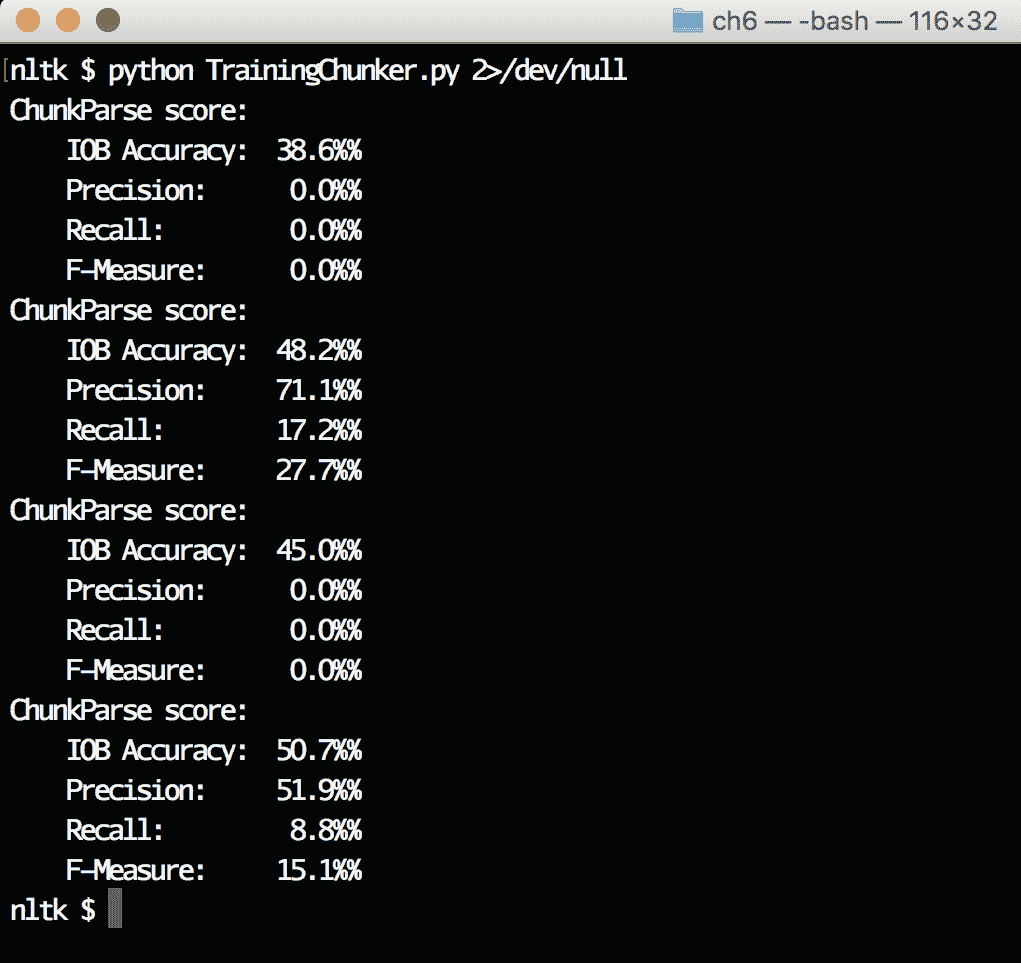 ch6 — -bash — 116×32
[nltk $ python TrainingChunker.py 2>/dev/null
ChunkParse score:
    IOB Accuracy:  38.6%%
    Precision:      0.0%%
    Recall:         0.0%%
    F-Measure:      0.0%%
ChunkParse score:
    IOB Accuracy:  48.2%%
    Precision:     71.1%%
    Recall:        17.2%%
    F-Measure:     27.7%%
ChunkParse score:
    IOB Accuracy:  45.0%%
    Precision:      0.0%%
    Recall:         0.0%%
    F-Measure:      0.0%%
ChunkParse score:
    IOB Accuracy:  50.7%%
    Precision:     51.9%%
    Recall:         8.8%%
    F-Measure:     15.1%%
nltk $